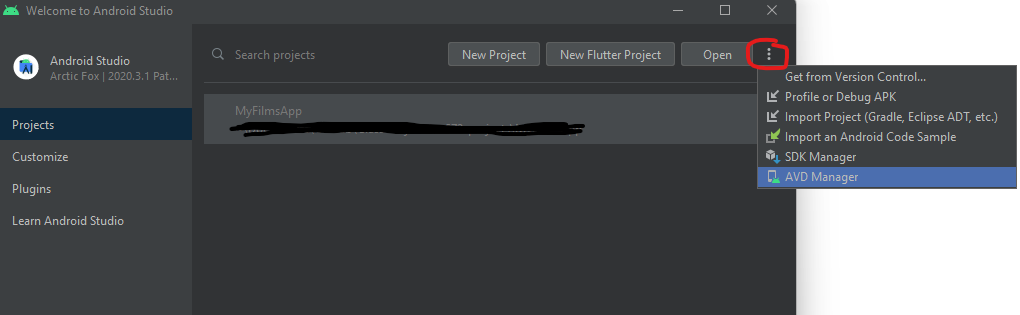 Welcome to Android Studio
Android Studio
Arctic Fox | 2020.3.1 Pat...
Search projects
New Project
New Flutter Project
Open
Get from Version Control...
Profile or Debug APK
Import Project (Gradle, Eclipse ADT, etc.)
Import an Android Code Sample
SDK Manager
AVD Manager
MyFilmsApp
Projects
Customize
Plugins
Learn Android Studio